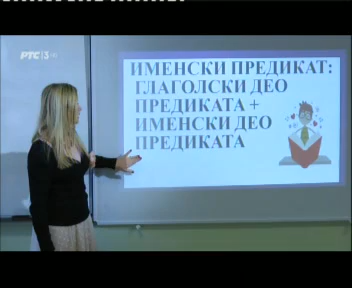 РТС 3
ИМЕНСКИ ПРЕДИКАТ:
ГЛАГОЛСКИ ДЕО
ПРЕДИКАТА +
ИМЕНСКИ ДЕО
ПРЕДИКАТА